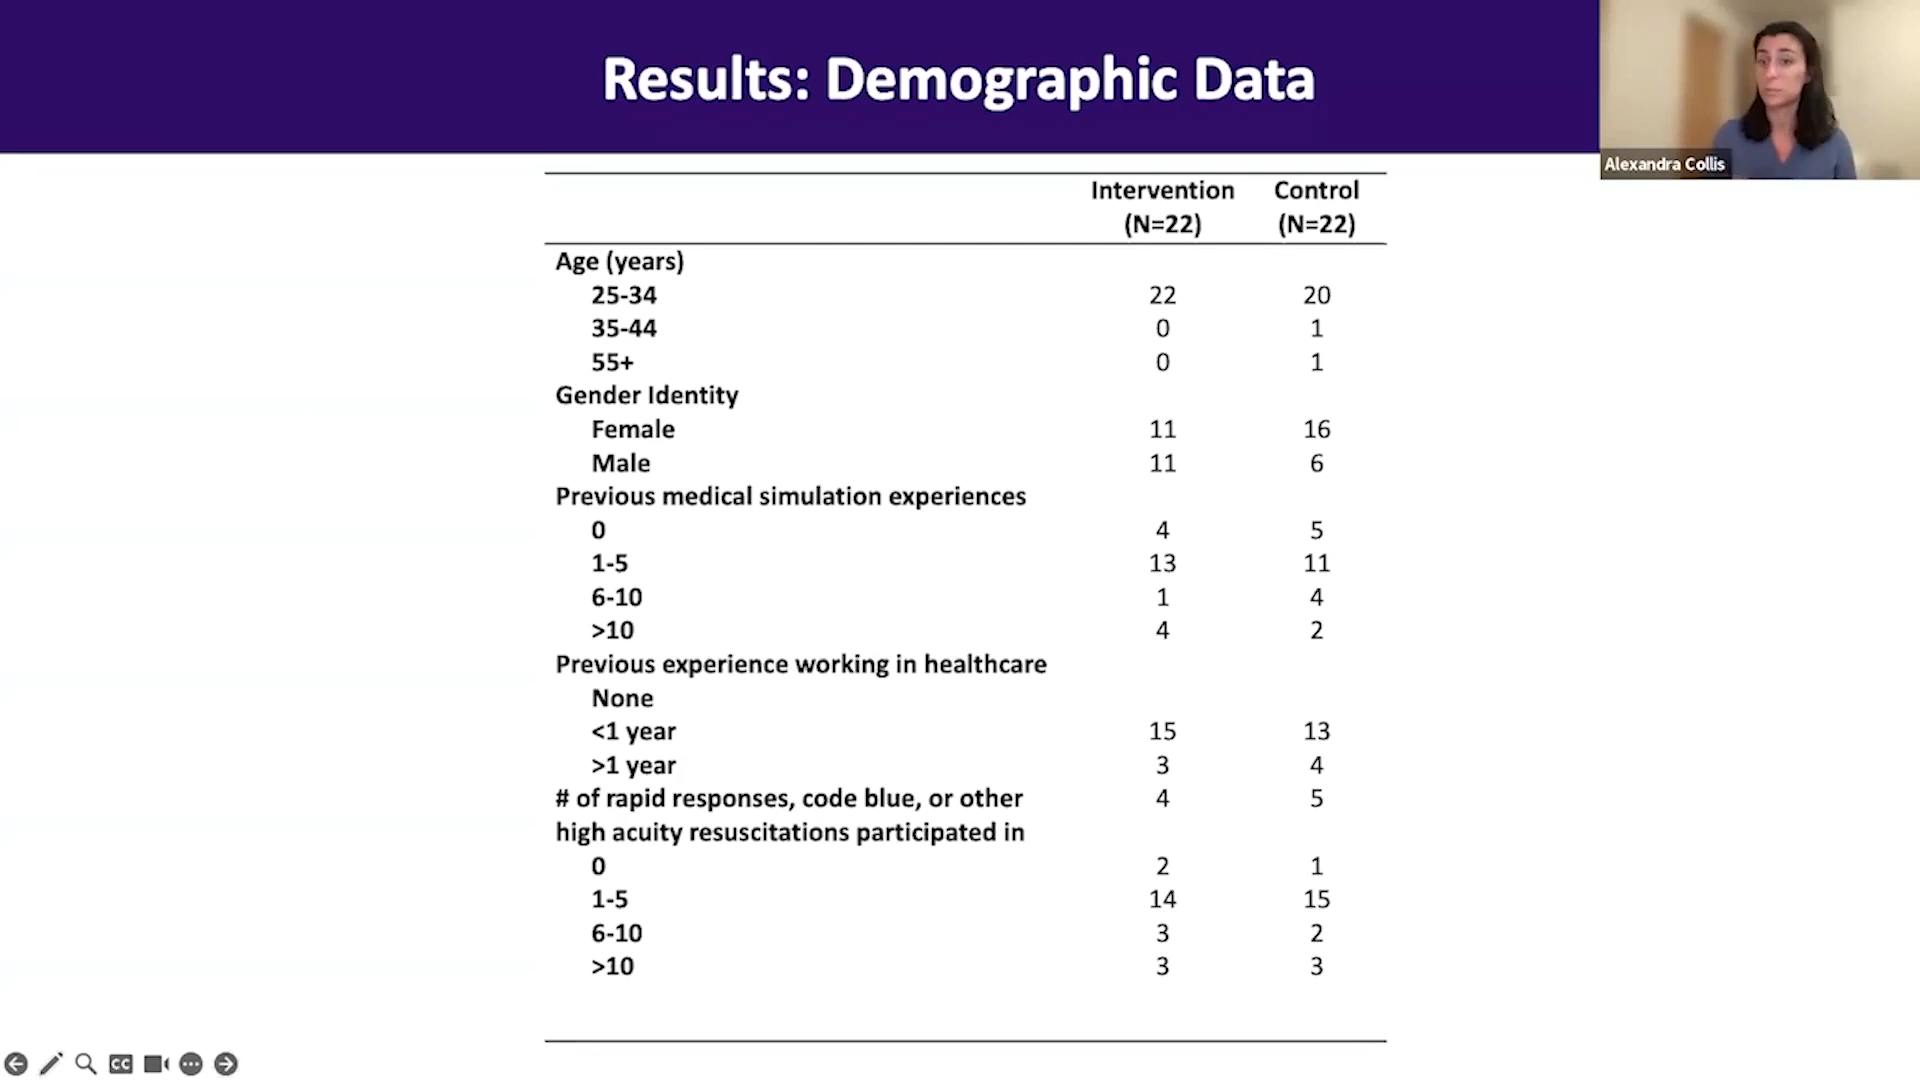 Results: Demographic Data
Alexandra Collis
Intervention Control
(N=22) (N=22)
Age (years)
25-34 22 20
35-44 0 1
55+ 0 1
Gender Identity
Female 11 16
Male 11 6
Previous medical simulation experiences
0 4 5
1-5 13 11
6-10 1 4
>10 4 2
Previous experience working in healthcare
None
<1 year 15 13
>1 year 3 4
# of rapid responses, code blue, or other 4 5
high acuity resuscitations participated in
0 2 1
1-5 14 15
6-10 3 2
>10 3 3
CC